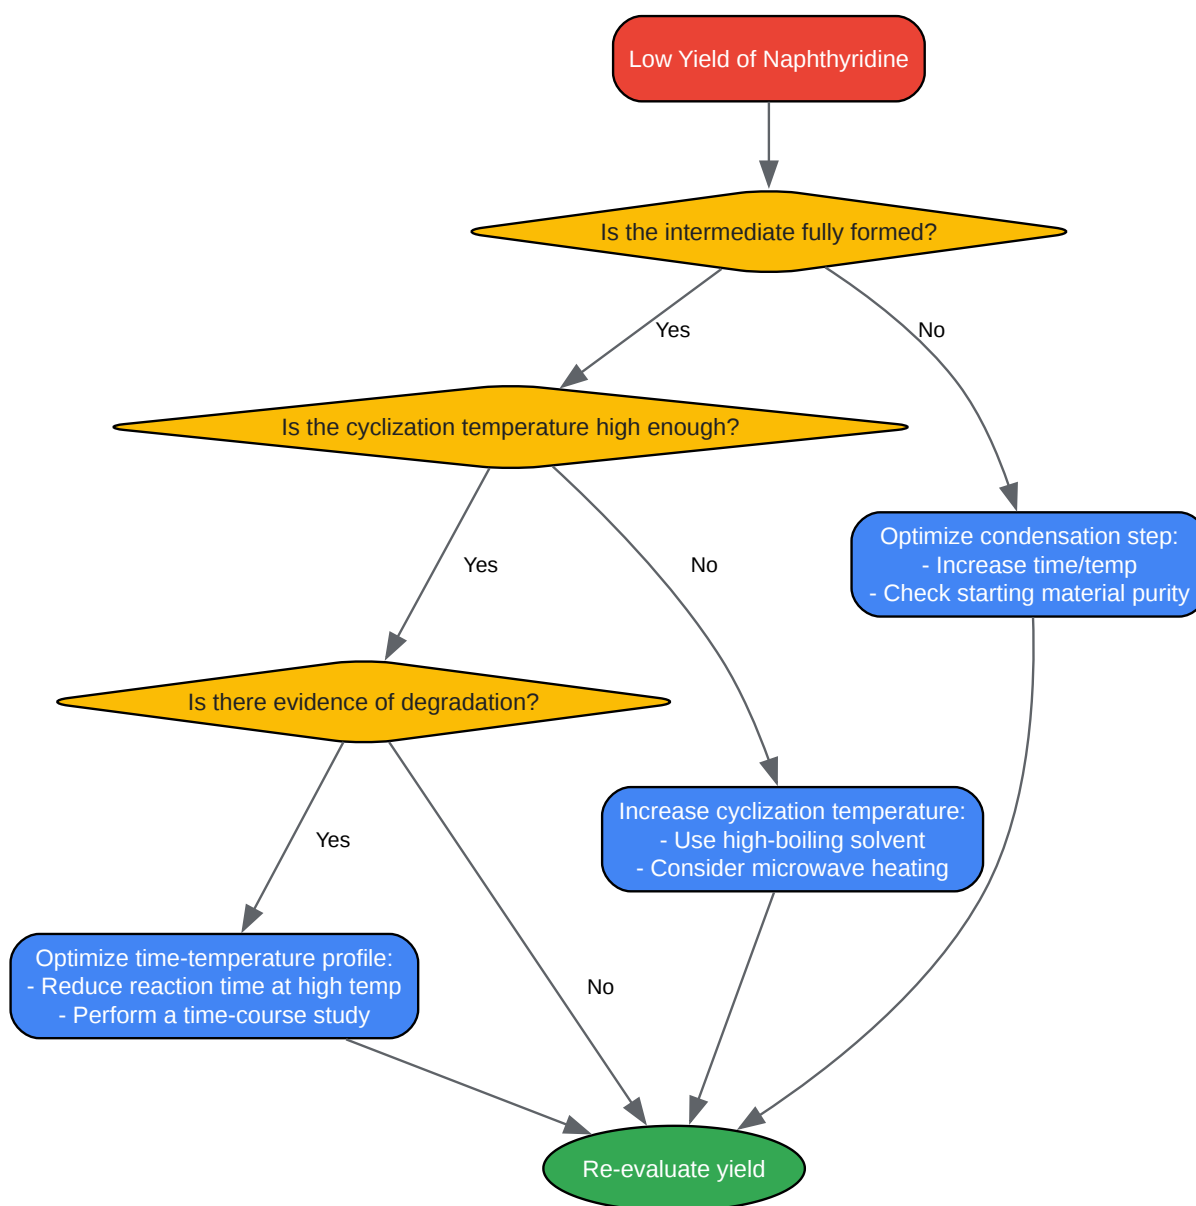 Low Yield of Naphthyridine
Is the intermediate fully formed?
Yes
No
Is the cyclization temperature high enough?
Yes
No
Optimize condensation step:
- Increase time/temp
- Check starting material purity
Is there evidence of degradation?
Yes
No
Increase cyclization temperature:
- Use high-boiling solvent
- Consider microwave heating
Optimize time-temperature profile:
- Reduce reaction time at high temp
- Perform a time-course study
Re-evaluate yield